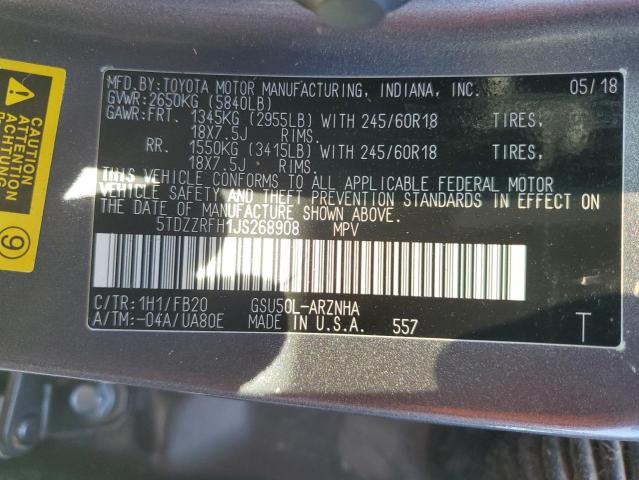 CAUTION
ATTENTION
ACHTUNG
9
MFD.BY:TOYOTA MOTOR MANUFACTURING, INDIANA, INC. 05/18
GVWR:2650KG (5840LB)
GAWR:FRT. 1345KG (2955LB) WITH 245/60R18 TIRES,
18X7.5J RIMS.
RR. 1550KG (3415LB) WITH 245/60R18 TIRES,
18X7.5J RIMS.
THIS VEHICLE CONFORMS TO ALL APPLICABLE FEDERAL MOTOR
VEHICLE SAFETY AND THEFT PREVENTION STANDARDS IN EFFECT ON
THE DATE OF MANUFACTURE SHOWN ABOVE.
5TDZZRFH1JS268908 MPV
C/TR:1H1/FB20 GSU50L-ARZNHA
A/TM:-04A/UA80E MADE IN U.S.A. 557 T